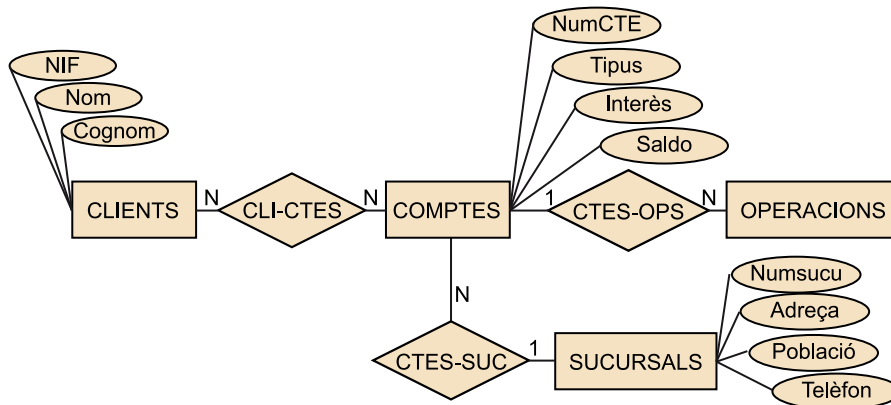 NumCTE
NIF
Tipus
Nom
Interès
Cognom
Saldo
CLIENTS N CLI-CTES N COMPTES 1 CTES-OPS N OPERACIONS
Numsucu
N
Adreça
CTES-SUC 1 SUCURSALS
Població
Telèfon